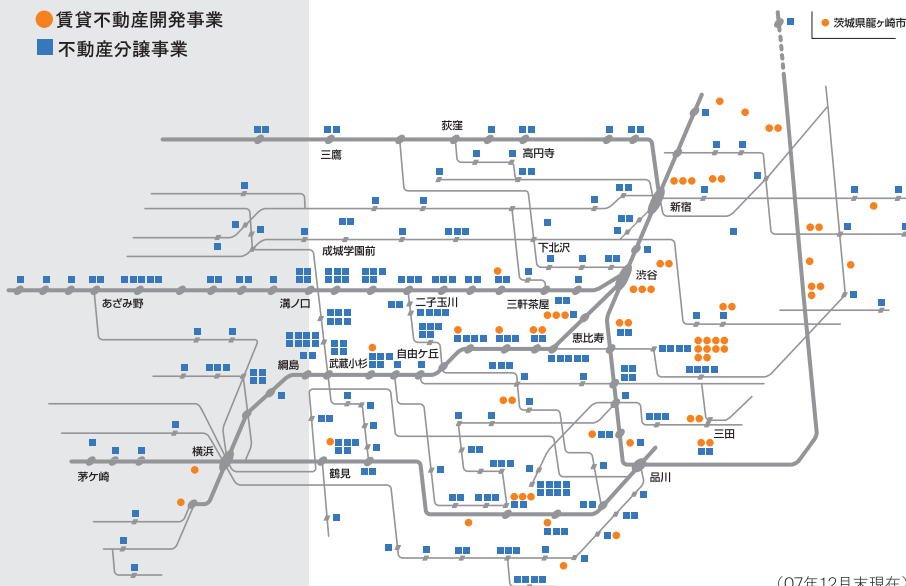 賃貸不動産開発事業
不動産分譲事業
茨城県龍ヶ崎市
荻窪
三鷹
高円寺
新宿
成城学園前
下北沢
渋谷
あざみ野
溝ノ口
二子玉川
三軒茶屋
恵比寿
自由ケ丘
武蔵小杉
綱島
三田
横浜
茅ケ崎
鶴見
品川
(07年12月末現在)